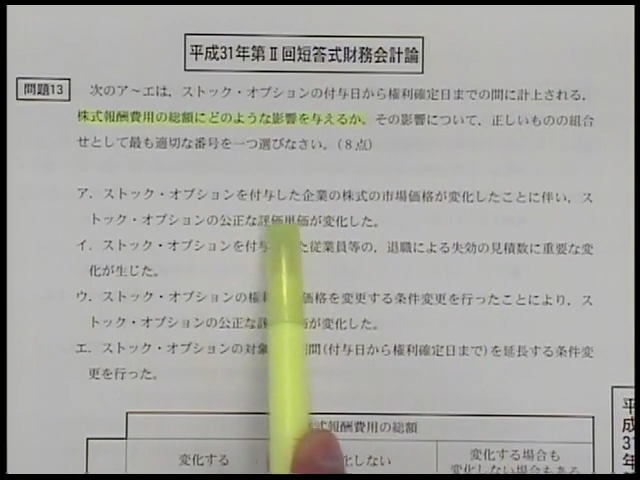 平成31年第Ⅱ回短答式財務会計論
問題13
次のア～エは，ストック・オプションの付与日から権利確定日までの間に計上される，
株式報酬費用の総額にどのような影響を与えるか。その影響について，正しいものの組合
せとして最も適切な番号を一つ選びなさい。（８点）
ア．ストック・オプションを付与した企業の株式の市場価格が変化したことに伴い，ス
トック・オプションの公正な評価単価が変化した。
イ．ストック・オプションを付与 た従業員等の，退職による失効の見積数に重要な変
化が生じた。
ウ．ストック・オプションの権 価格を変更する条件変更を行ったことにより，ス
トック・オプションの公正な が変化した。
エ．ストック・オプションの対象 間（付与日から権利確定日まで）を延長する条件変
更を行った。
式報酬費用の総額
変化する しない 変化する場合も
変化しない場合もある
平成31年